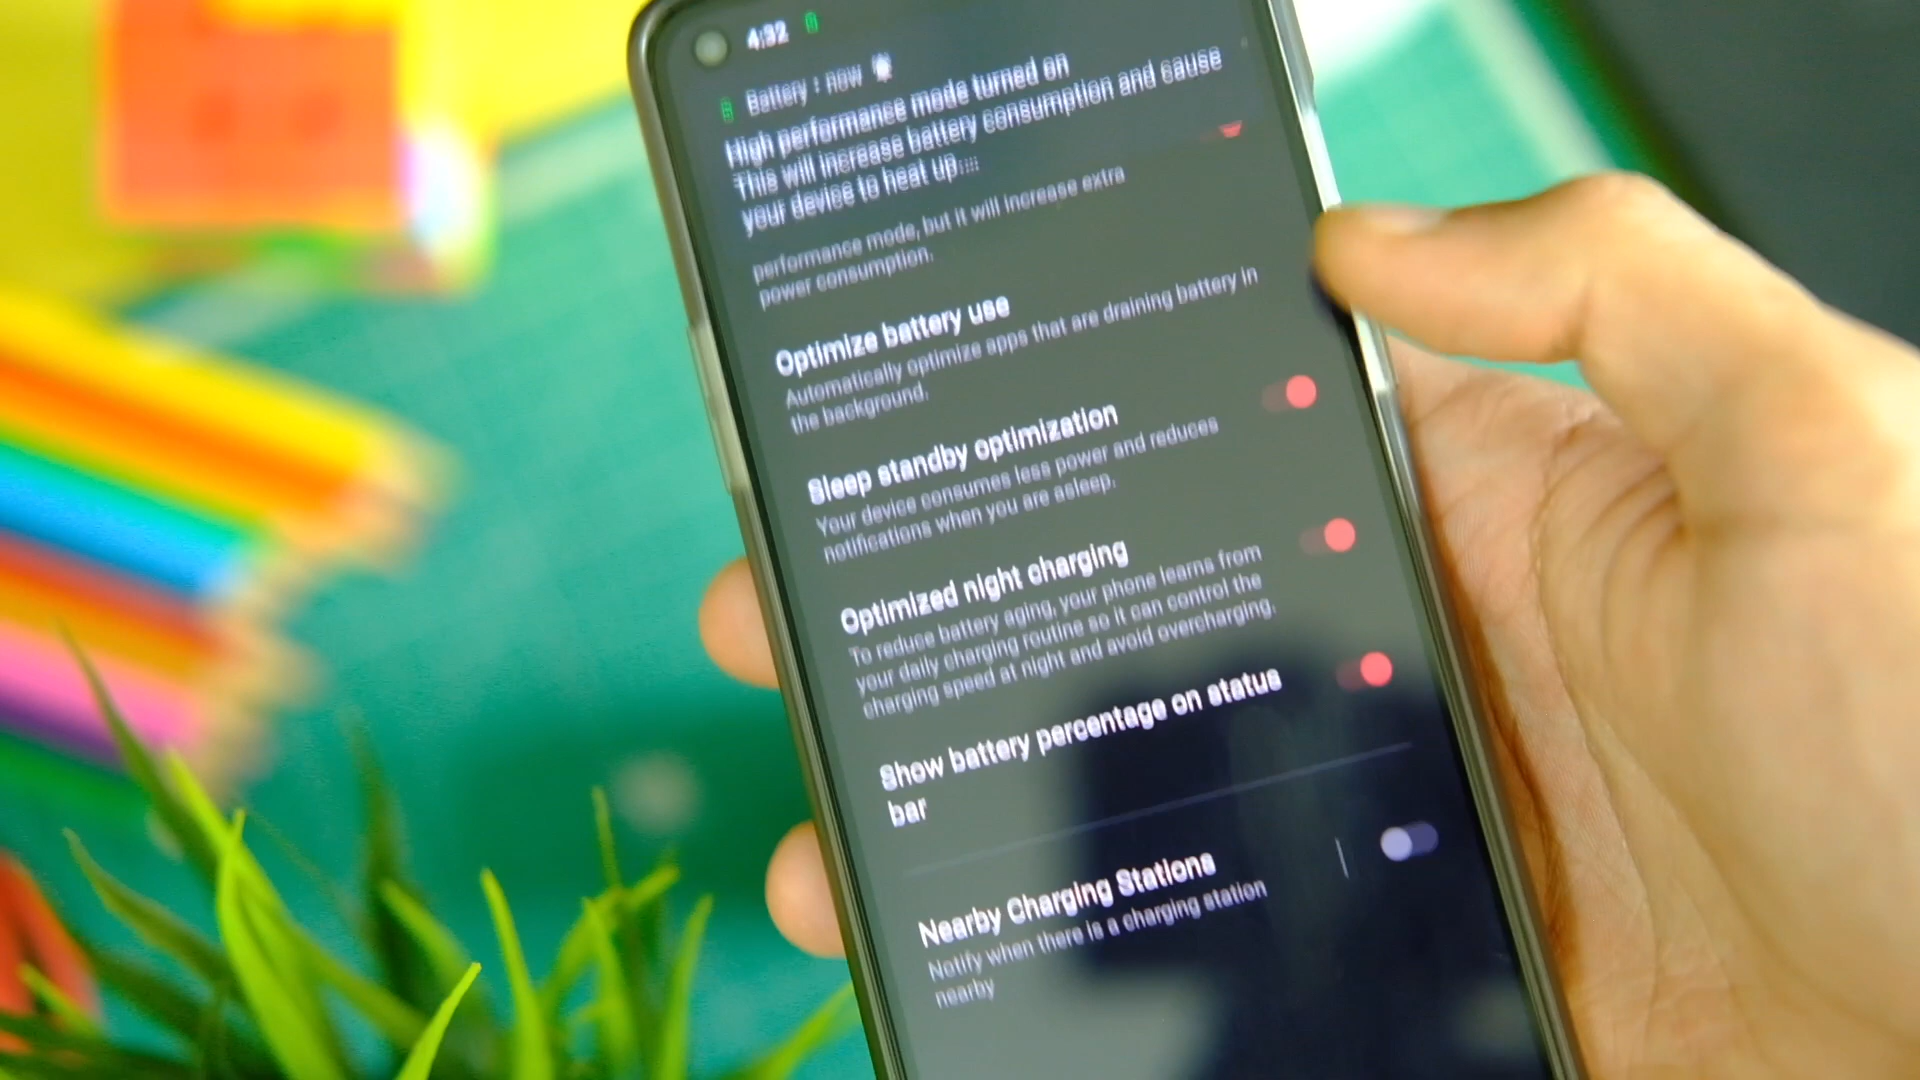 4:32
Battery • now
High performance mode turned on
This will increase battery consumption and cause
your device to heat up....
performance mode, but it will increase extra
power consumption.
Optimize battery use
Automatically optimize apps that are draining battery in
the background.
Sleep standby optimization
Your device consumes less power and reduces
notifications when you are asleep.
Optimized night charging
To reduce battery aging, your phone learns from
your daily charging routine so it can control the
charging speed at night and avoid overcharging.
Show battery percentage on status
bar
Nearby Charging Stations
Notify when there is a charging station
nearby